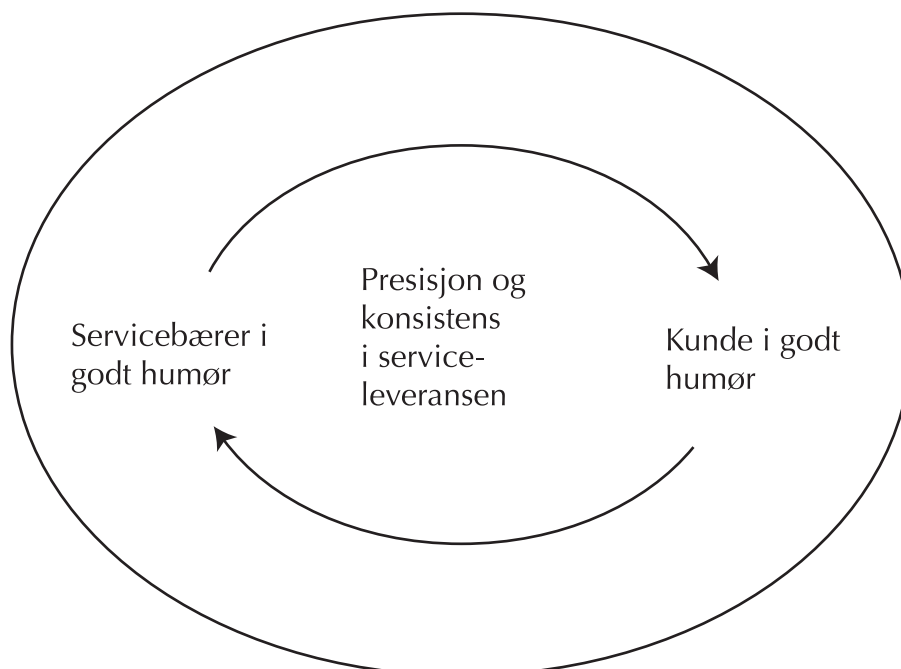 Servicebærer i
godt humør
Presisjon og
konsistens
i service-
leveransen
Kunde i godt
humør